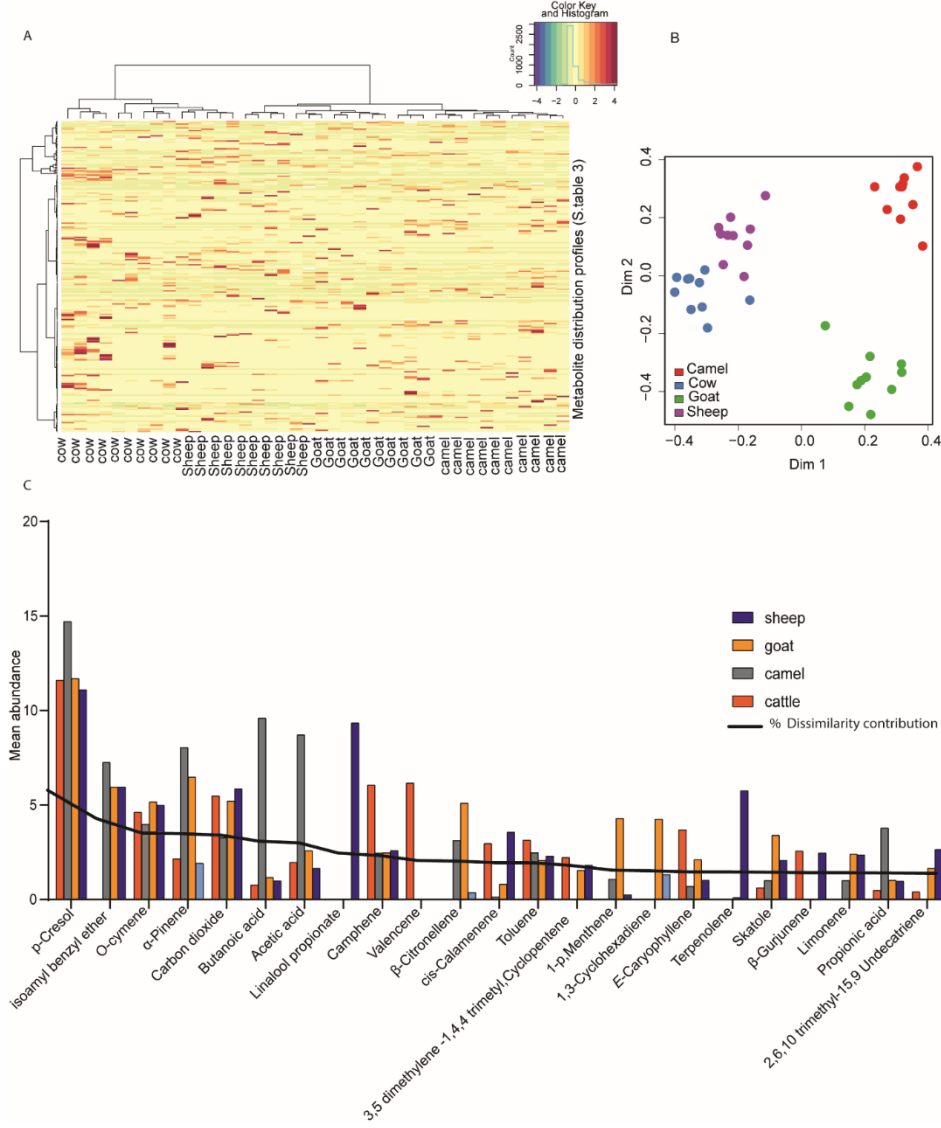 A
Color Key
and Histogram
Count
0 1000 2500
−4 −2 0 2 4
Metabolite distribution profiles (S.table 3)
cow cow cow cow cow cow cow cow cow cow Sheep Sheep Sheep Sheep Sheep Sheep Sheep Sheep Sheep Sheep Goat Goat Goat Goat Goat Goat Goat Goat Goat Goat camel camel camel camel camel camel camel camel camel camel
B
Dim 2
0.4
0.2
0.0
−0.2
−0.4
Camel
Cow
Goat
Sheep
−0.4 −0.2 0.0 0.2 0.4
Dim 1
C
Mean abundance
20
15
10
5
0
sheep
goat
camel
cattle
% Dissimilarity contribution
p-Cresol
isoamyl benzyl ether
O-cymene
α-Pinene
Carbon dioxide
Butanoic acid
Acetic acid
Linalool propionate
Camphene
Valencene
β-Citronellene
cis-Calamenene
Toluene
3,5 dimethylene -1,4,4 trimetyl,Cyclopentene
1-p.Menthene
1,3-Cyclohexadiene
E-Caryophyllene
Terpenolene
Skatole
β-Gurjunene
Limonene
Propionic acid
2,6,10 trimethyl-15,9 Undecatriene